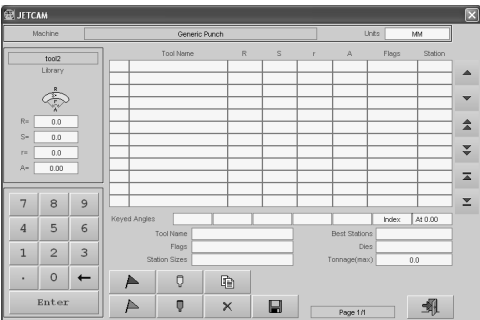 JETCAM
Machine Generic Punch Units MM
tool2
Library
R
S
r
A
R= 0.0
S= 0.0
r= 0.0
A= 0.00
Tool Name R S r A Flags Station
7 8 9
4 5 6
1 2 3
. 0
Enter
Keyed Angles Index At 0.00
Tool Name Best Stations
Flags Dies
Station Sizes Tonnage(max) 0.0
Page 1/1